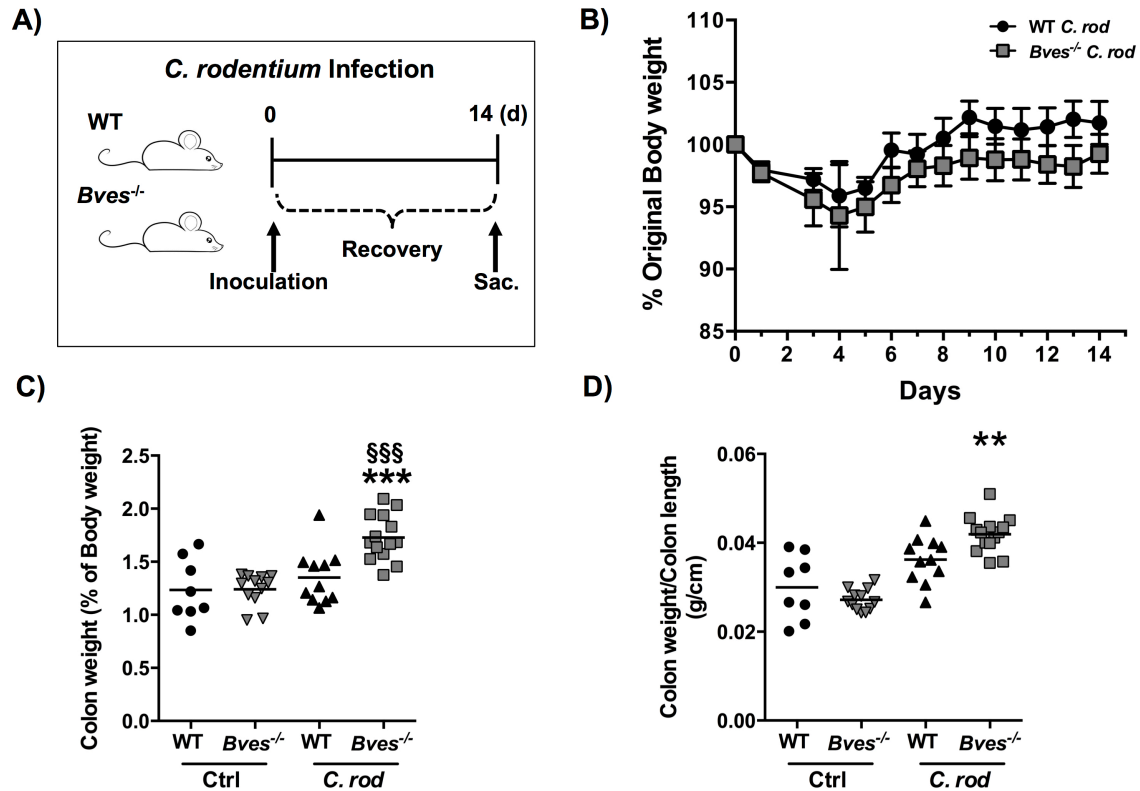 A)
C. rodentium Infection
WT
Bves-/-
0
14 (d)
Recovery
Inoculation
Sac.
B)
% Original Body weight
110
105
100
95
90
85
0 2 4 6 8 10 12 14
Days
WT C. rod
Bves-/- C. rod
C)
Colon weight (% of Body weight)
2.5
2.0
1.5
1.0
0.5
0.0
§§§
***
WT Bves-/- WT Bves-/-
Ctrl C. rod
D)
Colon weight/Colon length
(g/cm)
0.06
0.04
0.02
0.00
**
WT Bves-/- WT Bves-/-
Ctrl C. rod